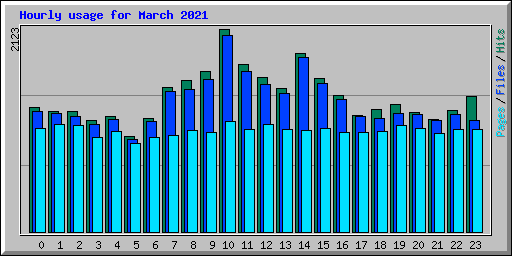 Hourly usage for March 2021
2123
Pages / Files / Hits
0 1 2 3 4 5 6 7 8 9 10 11 12 13 14 15 16 17 18 19 20 21 22 23